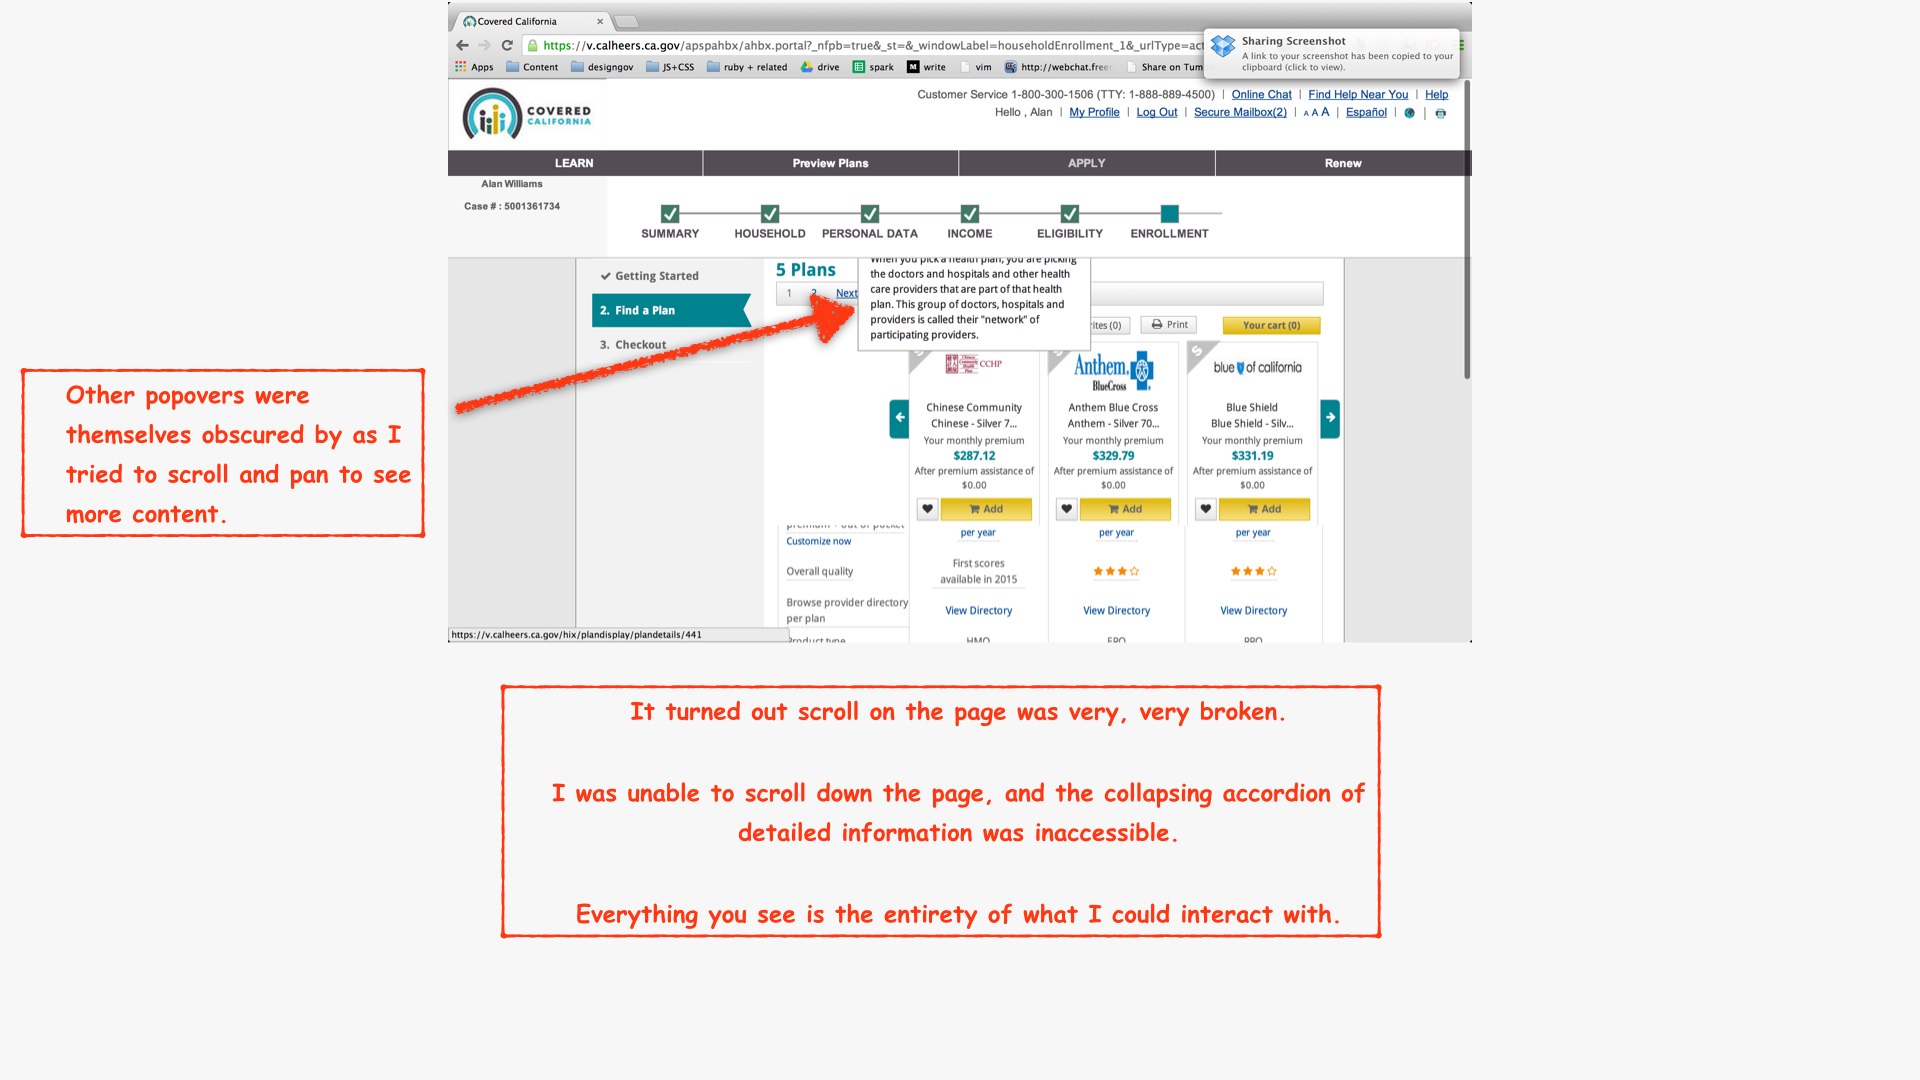 Covered California
https://v.calheers.ca.gov/apspahbx/ahbx.portal?_nfpb=true&_st=&_windowLabel=householdEnrollment_1&_urlType=act
Sharing Screenshot
A link to your screenshot has been copied to your
clipboard (click to view).
Apps Content designgov JS+CSS ruby + related drive spark write vim http://webchat.free Share on Tum
COVERED
CALIFORNIA
Customer Service 1-800-300-1506 (TTY: 1-888-889-4500) | Online Chat | Find Help Near You | Help
Hello , Alan | My Profile | Log Out | Secure Mailbox(2) | A A A | Español |
LEARN Preview Plans APPLY Renew
Alan Williams
Case # : 5001361734
SUMMARY HOUSEHOLD PERSONAL DATA INCOME ELIGIBILITY ENROLLMENT
Getting Started
2. Find a Plan
3. Checkout
5 Plans
1 2 Next
When you pick a health plan, you are picking
the doctors and hospitals and other health
care providers that are part of that health
plan. This group of doctors, hospitals and
providers is called their "network" of
participating providers.
rites (0) Print Your cart (0)
S S S
Chinese Community Health Plan CCHP
Anthem.
BlueCross
blue of california
Chinese Community
Chinese - Silver 7...
Your monthly premium
$287.12
After premium assistance of
$0.00
Add
Anthem Blue Cross
Anthem - Silver 70...
Your monthly premium
$329.79
After premium assistance of
$0.00
Add
Blue Shield
Blue Shield - Silv...
Your monthly premium
$331.19
After premium assistance of
$0.00
Add
premium + out of pocket
Customize now
per year per year per year
Overall quality
First scores
available in 2015
Browse provider directory
per plan
View Directory View Directory View Directory
Product type HMO EPO PPO
https://v.calheers.ca.gov/hix/plandisplay/plandetails/441
Other popovers were
themselves obscured by as I
tried to scroll and pan to see
more content.
It turned out scroll on the page was very, very broken.
I was unable to scroll down the page, and the collapsing accordion of
detailed information was inaccessible.
Everything you see is the entirety of what I could interact with.